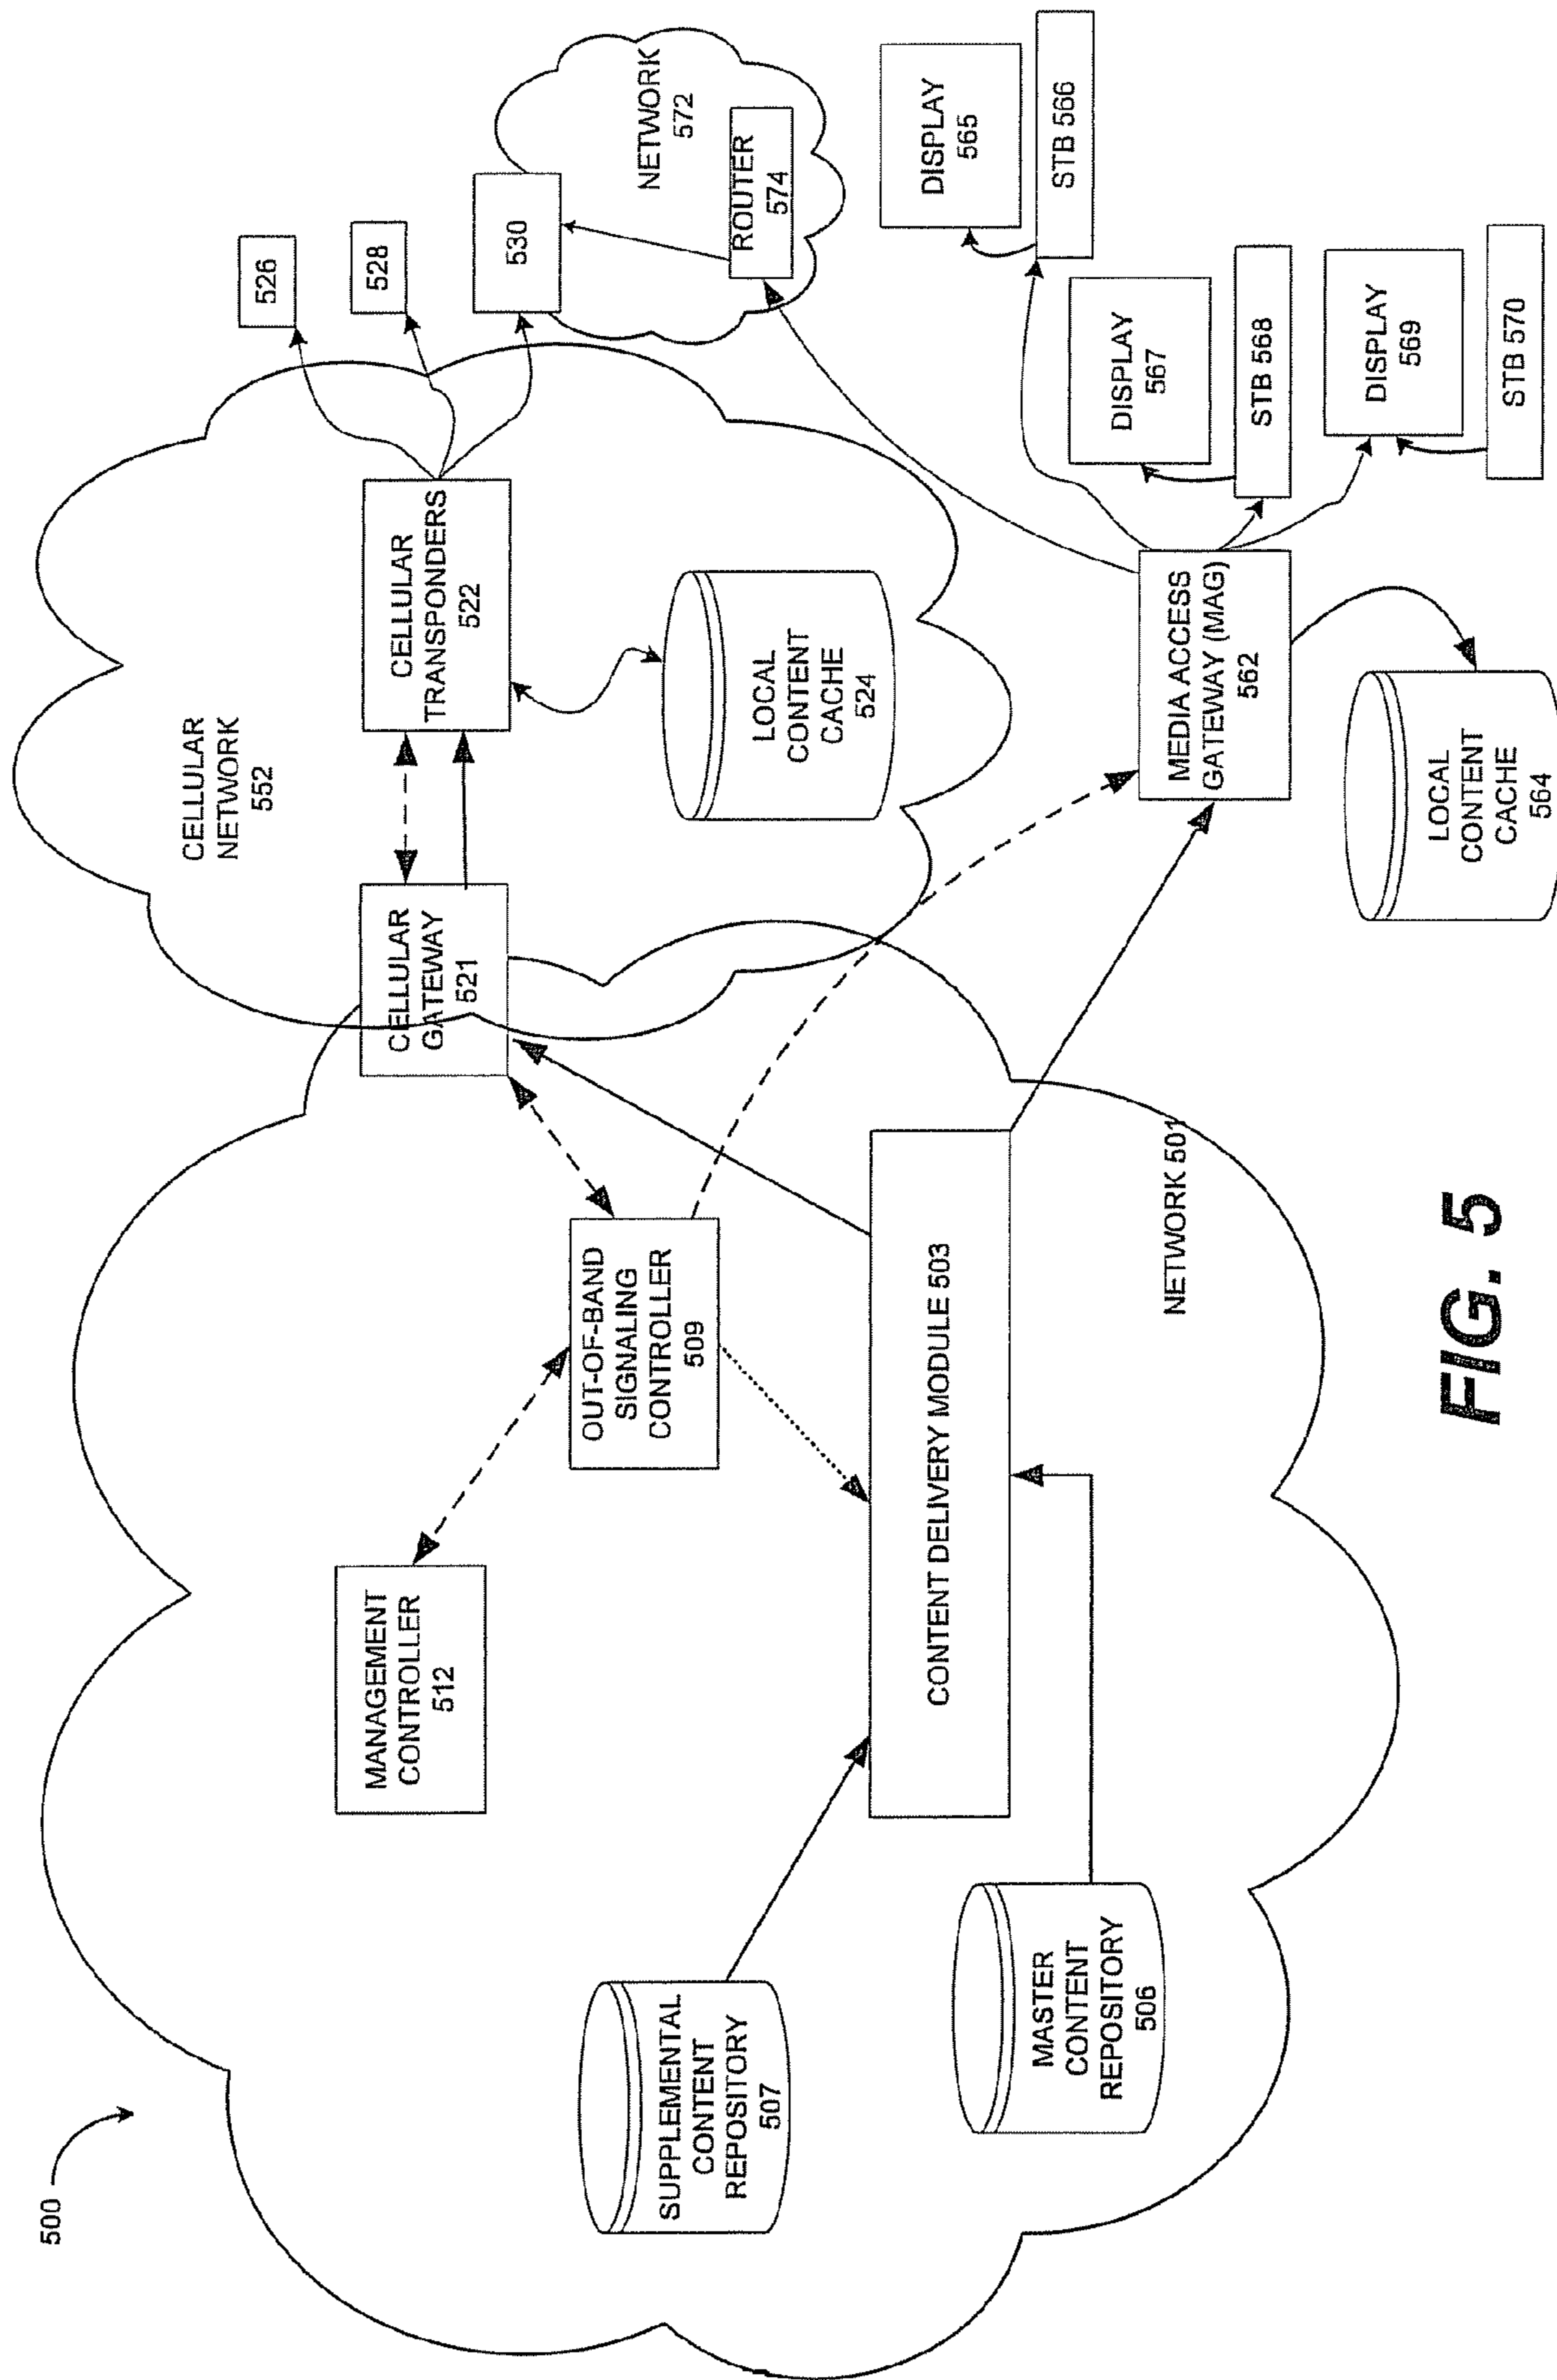 500
CELLULAR
NETWORK
552
MANAGEMENT
CONTROLLER
512
CELLULAR
GATEWAY
521
CELLULAR
TRANSPONDERS
522
526
528
530
NETWORK
572
ROUTER
574
SUPPLEMENTAL
CONTENT
REPOSITORY
507
OUT-OF-BAND
SIGNALING
CONTROLLER
509
LOCAL
CONTENT
CACHE
524
CONTENT DELIVERY MODULE 503
MASTER
CONTENT
REPOSITORY
506
NETWORK 501
MEDIA ACCESS
GATEWAY (MAG)
562
LOCAL
CONTENT
CACHE
564
DISPLAY
565
STB 566
DISPLAY
567
STB 568
DISPLAY
569
STB 570
FIG. 5